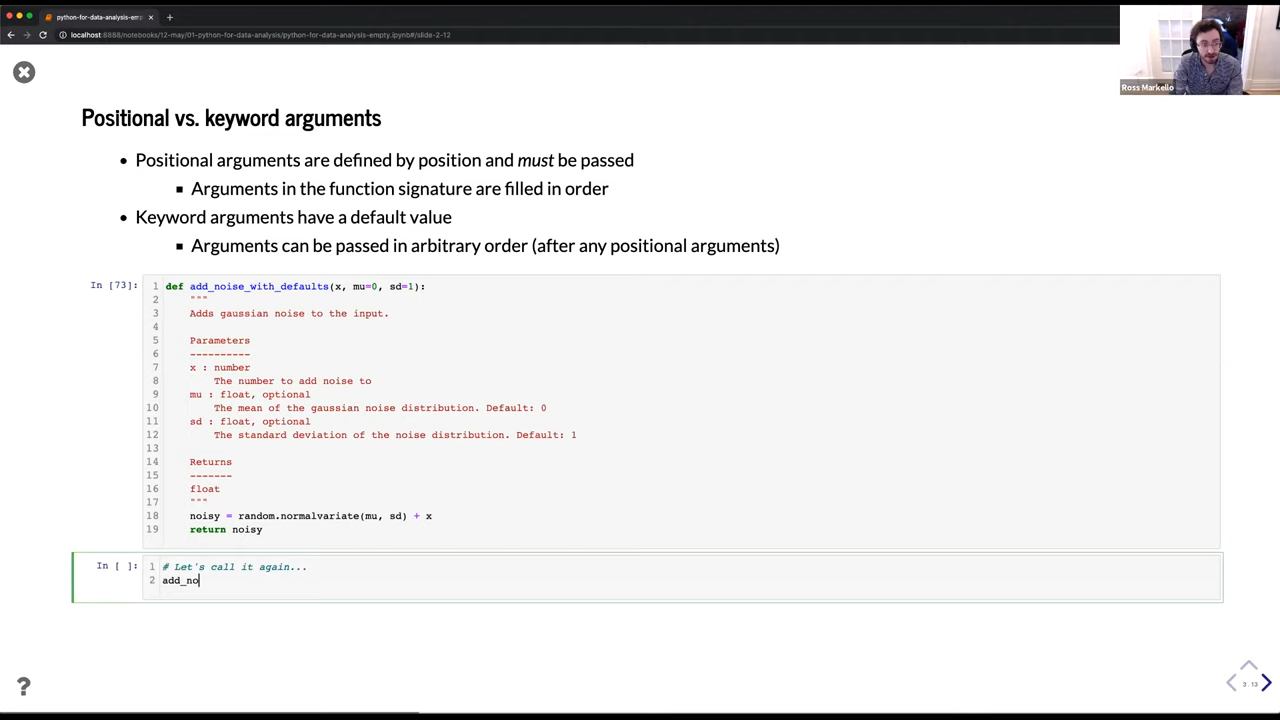 python-for-data-analysis-emp
localhost:8888/notebooks/12-may/01-python-for-data-analysis/python-for-data-analysis-empty.ipynb#/slide-2-12
Ross Markello
Positional vs. keyword arguments
• Positional arguments are defined by position and must be passed
▪ Arguments in the function signature are filled in order
• Keyword arguments have a default value
▪ Arguments can be passed in arbitrary order (after any positional arguments)
In [73]:
1 def add_noise_with_defaults(x, mu=0, sd=1):
2 """
3 Adds gaussian noise to the input.
4
5 Parameters
6 ----------
7 x : number
8 The number to add noise to
9 mu : float, optional
10 The mean of the gaussian noise distribution. Default: 0
11 sd : float, optional
12 The standard deviation of the noise distribution. Default: 1
13
14 Returns
15 -------
16 float
17 """
18 noisy = random.normalvariate(mu, sd) + x
19 return noisy
In [ ]:
1 # Let's call it again...
2 add_no
?
3.13